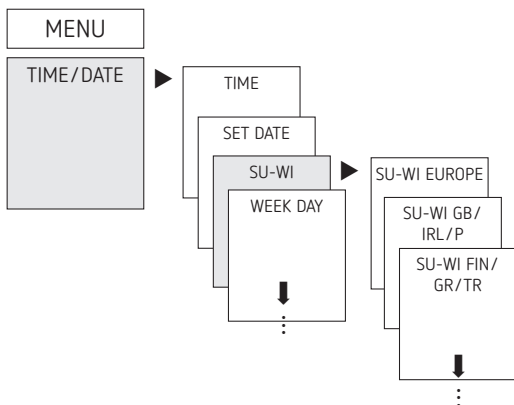 MENU
TIME/DATE
TIME
SET DATE
SU-WI
WEEK DAY
SU-WI EUROPE
SU-WI GB/
IRL/P
SU-WI FIN/
GR/TR